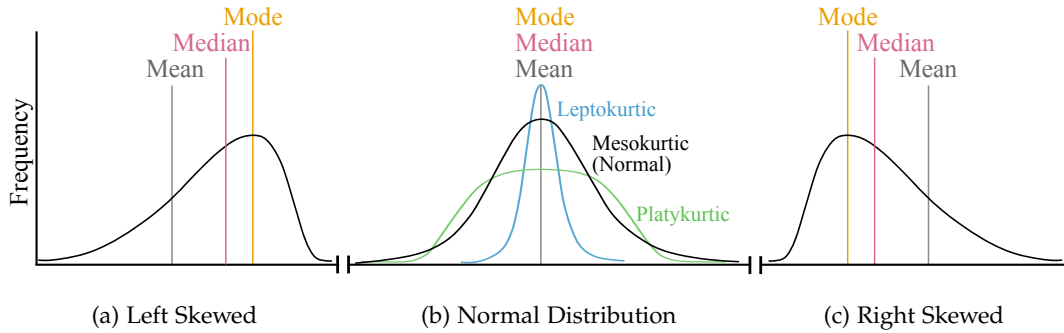 Mode
Median
Mean
Frequency
Mode
Median
Mean
Leptokurtic
Mesokurtic
(Normal)
Platykurtic
Mode
Median
Mean
(a) Left Skewed
(b) Normal Distribution
(c) Right Skewed